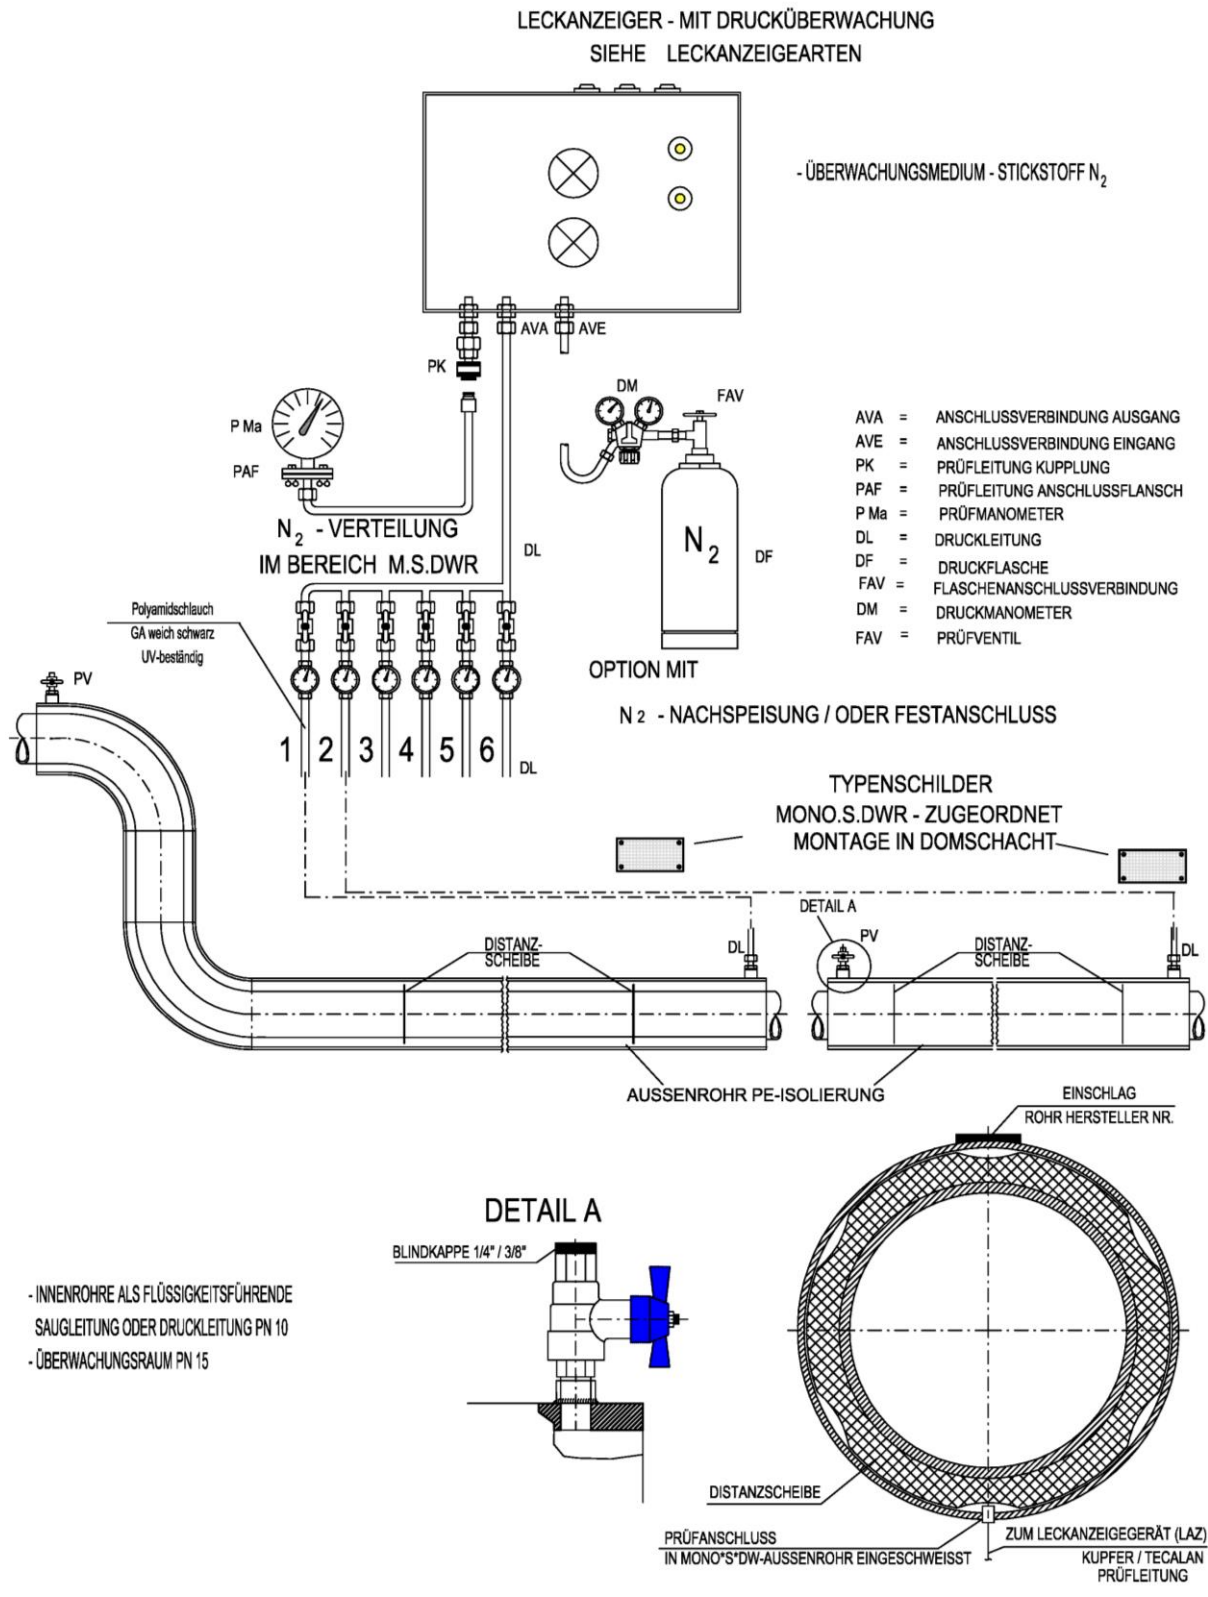 LECKANZEIGER - MIT DRUCKÜBERWACHUNG
SIEHE LECKANZEIGEARTEN
- ÜBERWACHUNGSMEDIUM - STICKSTOFF N2
AVA
AVE
PK
P Ma
PAF
DM
FAV
N2
DF
DL
N2 - VERTEILUNG
IM BEREICH M.S.DWR
AVA = ANSCHLUSSVERBINDUNG AUSGANG
AVE = ANSCHLUSSVERBINDUNG EINGANG
PK = PRÜFLEITUNG KUPPLUNG
PAF = PRÜFLEITUNG ANSCHLUSSFLANSCH
P Ma = PRÜFMANOMETER
DL = DRUCKLEITUNG
DF = DRUCKFLASCHE
FAV = FLASCHENANSCHLUSSVERBINDUNG
DM = DRUCKMANOMETER
FAV = PRÜFVENTIL
Polyamidschlauch
GA weich schwarz
UV-beständig
OPTION MIT
N2 - NACHSPEISUNG / ODER FESTANSCHLUSS
PV
1 2 3 4 5 6
DL
TYPENSCHILDER
MONO.S.DWR - ZUGEORDNET
MONTAGE IN DOMSCHACHT
DETAIL A
PV
DISTANZ-
SCHEIBE
DL
DISTANZ-
SCHEIBE
DL
AUSSENROHR PE-ISOLIERUNG
EINSCHLAG
ROHR HERSTELLER NR.
DETAIL A
BLINDKAPPE 1/4" / 3/8"
- INNENROHRE ALS FLÜSSIGKEITSFÜHRENDE
SAUGLEITUNG ODER DRUCKLEITUNG PN 10
- ÜBERWACHUNGSRAUM PN 15
DISTANZSCHEIBE
PRÜFANSCHLUSS
IN MONO*S*DW-AUSSENROHR EINGESCHWEISST
ZUM LECKANZEIGEGERÄT (LAZ)
KUPFER / TECALAN
PRÜFLEITUNG